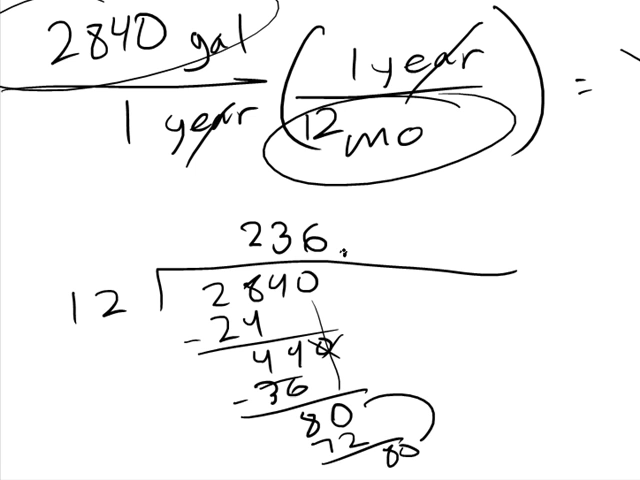 2840 gal
1 year
(1 year
12 mo) =
236.
12 2840
-24
440
-36
80
72
80